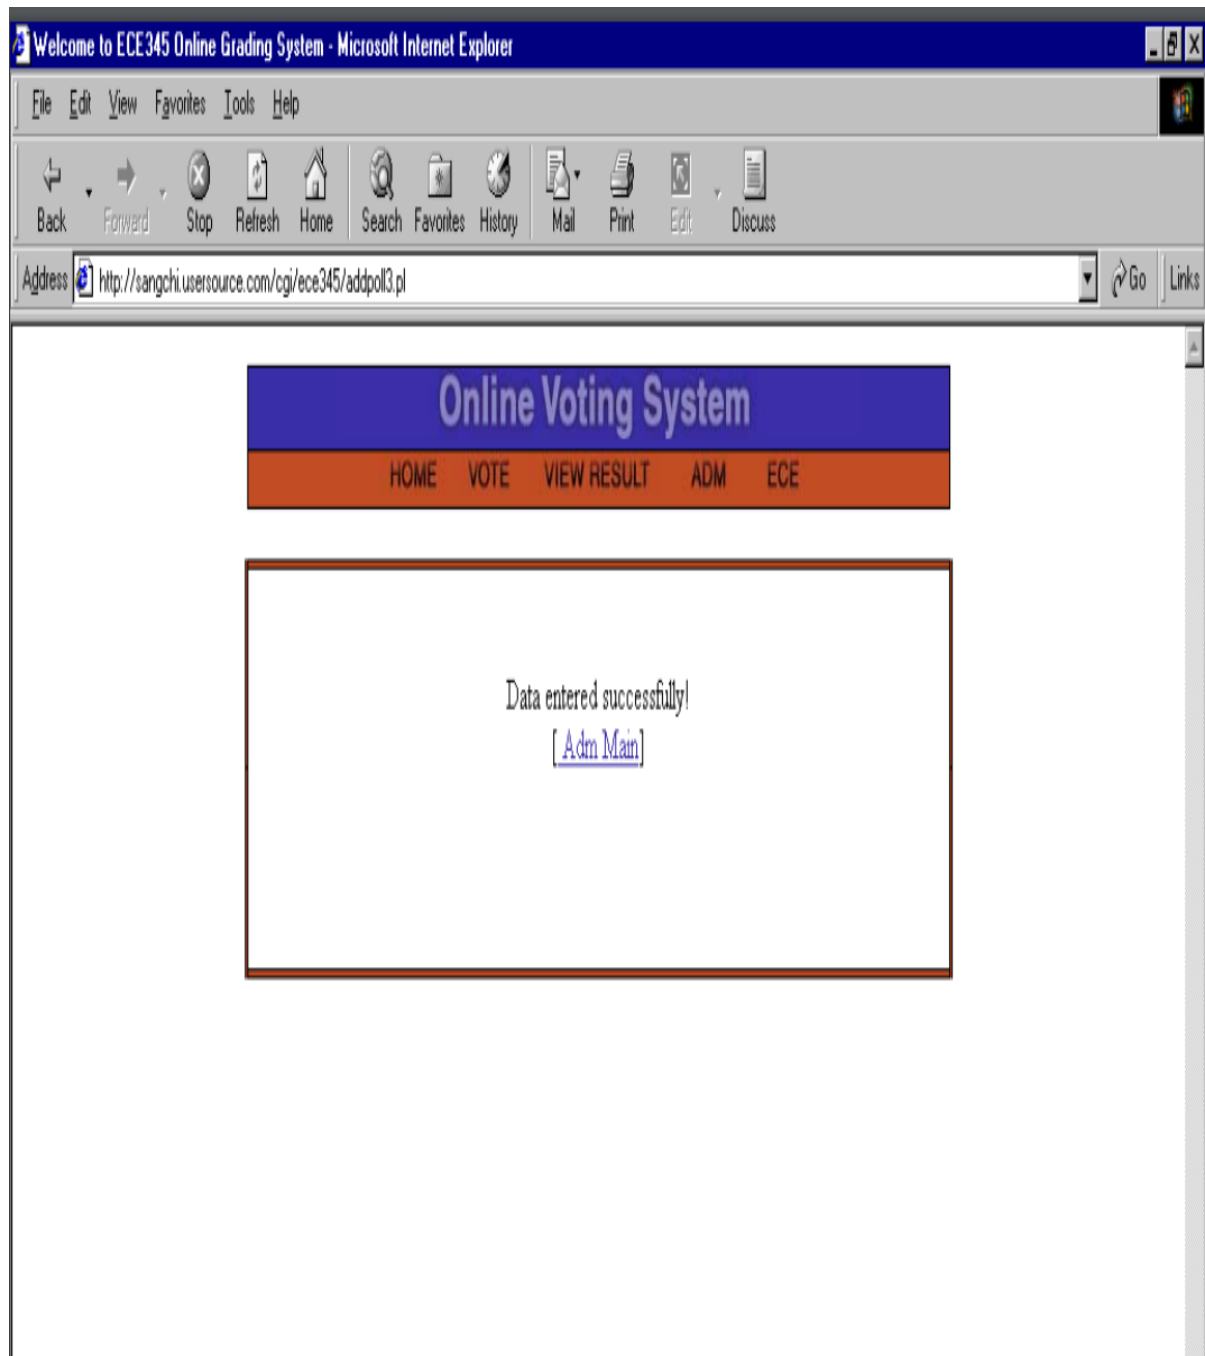 Welcome to ECE345 Online Grading System - Microsoft Internet Explorer
File Edit View Favorites Tools Help
Back Forward Stop Refresh Home Search Favorites History Mail Print Edit Discuss
Address http://sangchi.usersource.com/cgi/ece345/addpoll3.pl Go Links
Online Voting System
HOME VOTE VIEW RESULT ADM ECE
Data entered successfully!
[ Adm Main]